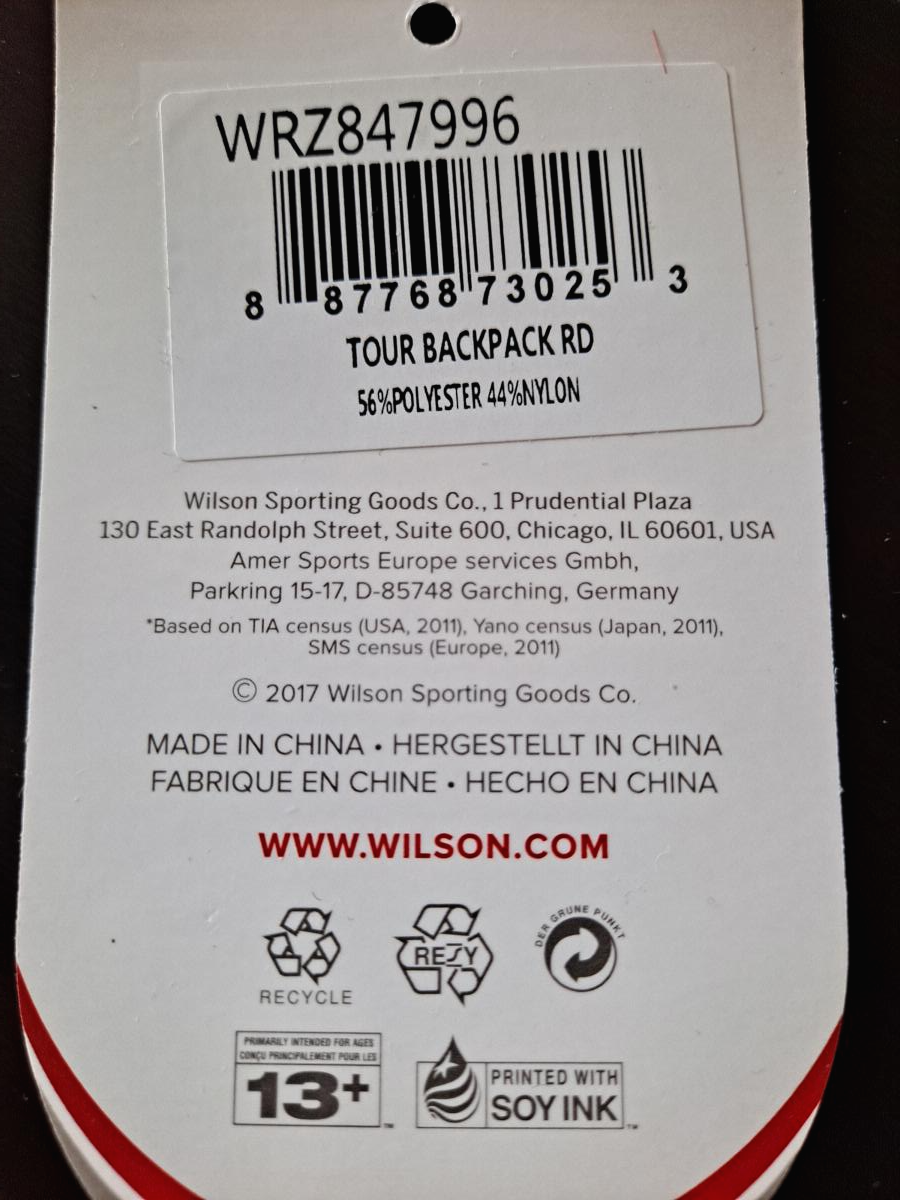 WRZ847996
8 87768 73025 3
TOUR BACKPACK RD
56%POLYESTER 44%NYLON
Wilson Sporting Goods Co., 1 Prudential Plaza
130 East Randolph Street, Suite 600, Chicago, IL 60601, USA
Amer Sports Europe services Gmbh,
Parkring 15-17, D-85748 Garching, Germany
*Based on TIA census (USA, 2011), Yano census (Japan, 2011),
SMS census (Europe, 2011)
© 2017 Wilson Sporting Goods Co.
MADE IN CHINA • HERGESTELLT IN CHINA
FABRIQUE EN CHINE • HECHO EN CHINA
WWW.WILSON.COM
RECYCLE
RESY
DER GRÜNE PUNKT
PRIMARILY INTENDED FOR AGES
CONÇU PRINCIPALEMENT POUR LES
13+™
PRINTED WITH
SOY INK™